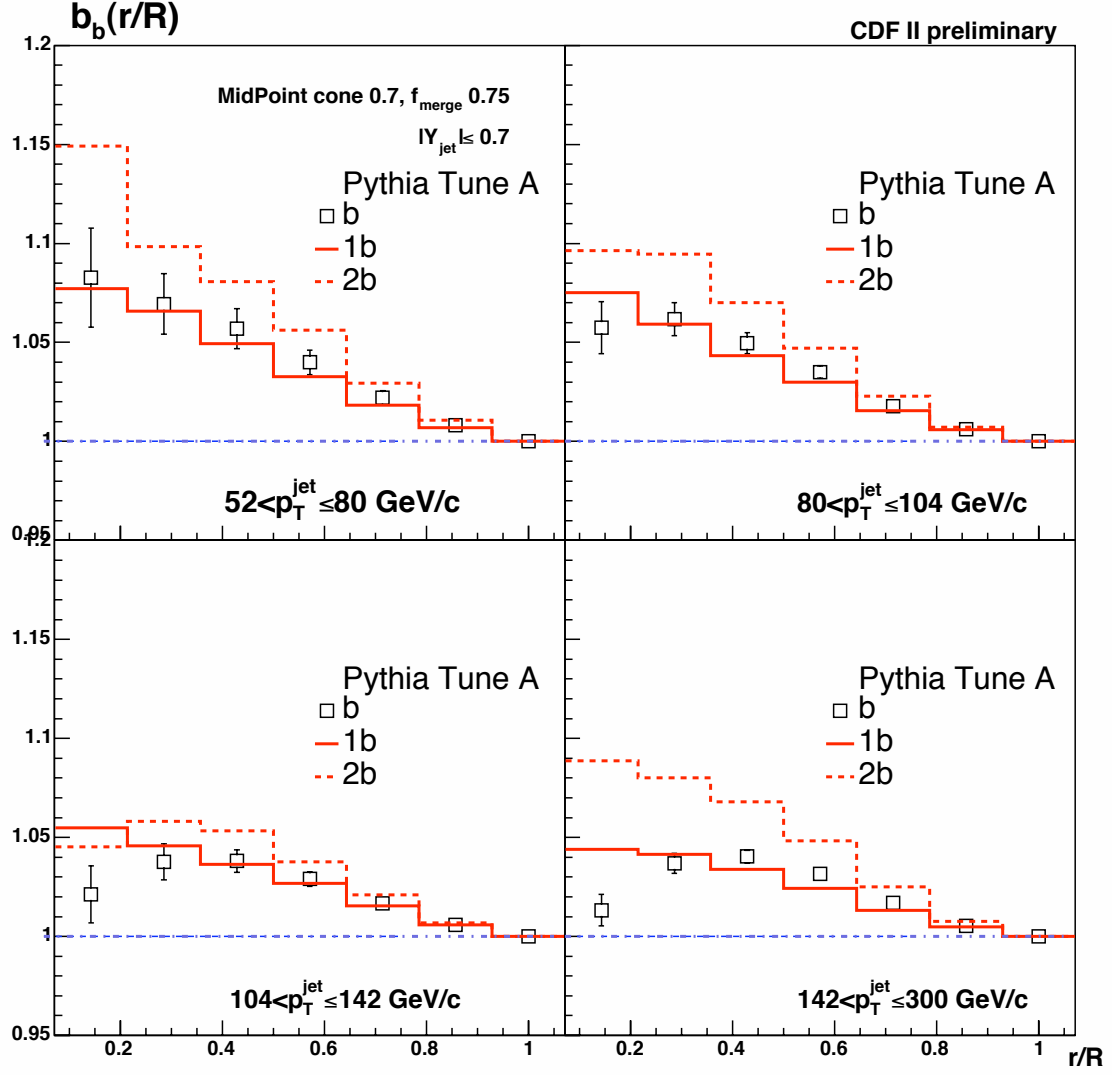 b_b(r/R)
CDF II preliminary
1.2
1.15
1.1
1.05
1
0.95
MidPoint cone 0.7, f_merge 0.75
|Y_jet|≤ 0.7
Pythia Tune A
b
1b
2b
52<p_T^jet ≤80 GeV/c
Pythia Tune A
b
1b
2b
80<p_T^jet ≤104 GeV/c
1.2
1.15
1.1
1.05
1
0.95
Pythia Tune A
b
1b
2b
104<p_T^jet ≤142 GeV/c
Pythia Tune A
b
1b
2b
142<p_T^jet ≤300 GeV/c
0.2 0.4 0.6 0.8 1
0.2 0.4 0.6 0.8 1
r/R